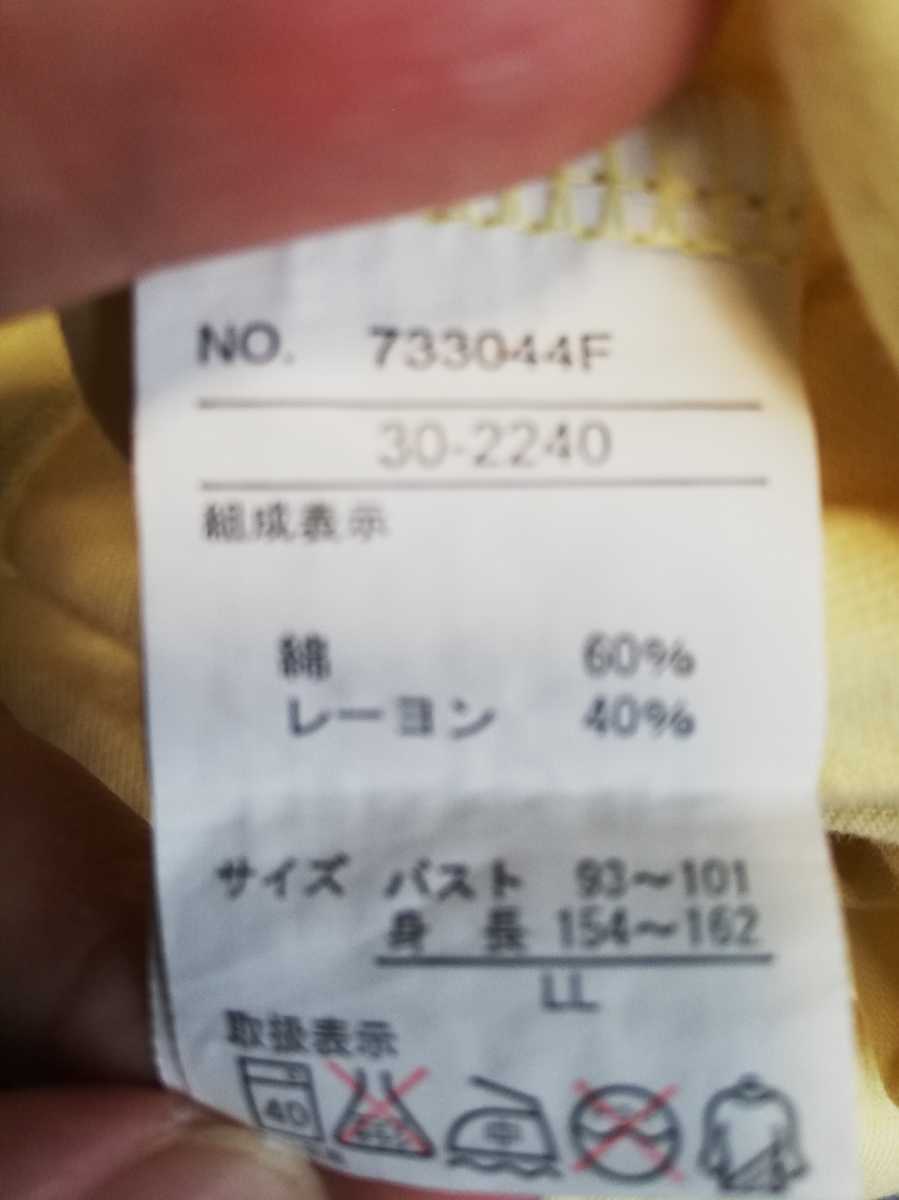 NO. 733044F
30-2240
組成表示
綿 60%
レーヨン 40%
サイズ バスト 93〜101
身 長 154〜162
LL
取扱表示
40 中